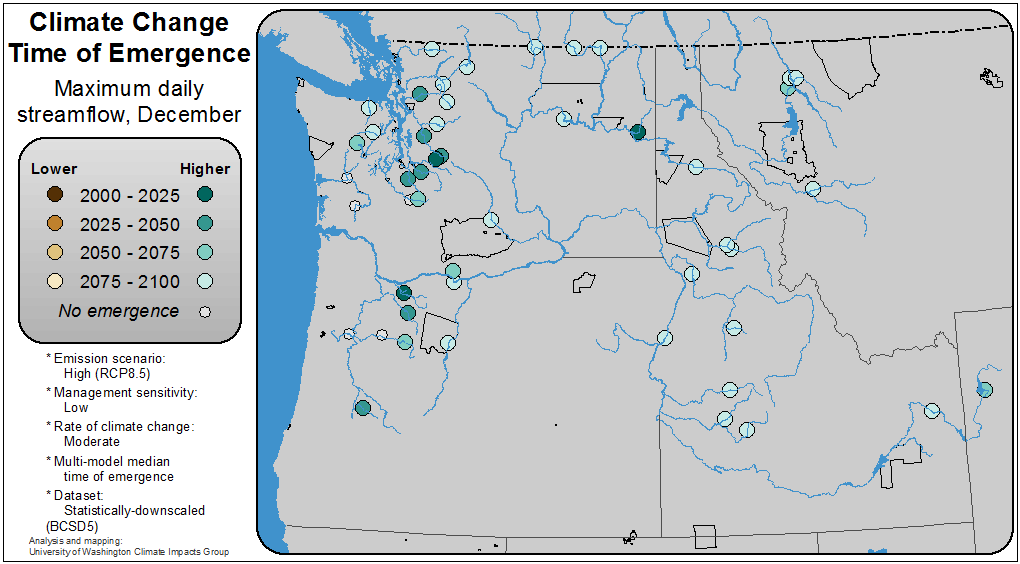 Climate Change
Time of Emergence
Maximum daily
streamflow, December
Lower Higher
2000 - 2025
2025 - 2050
2050 - 2075
2075 - 2100
No emergence
* Emission scenario:
High (RCP8.5)
* Management sensitivity:
Low
* Rate of climate change:
Moderate
* Multi-model median
time of emergence
* Dataset:
Statistically-downscaled
(BCSD5)
Analysis and mapping:
University of Washington Climate Impacts Group